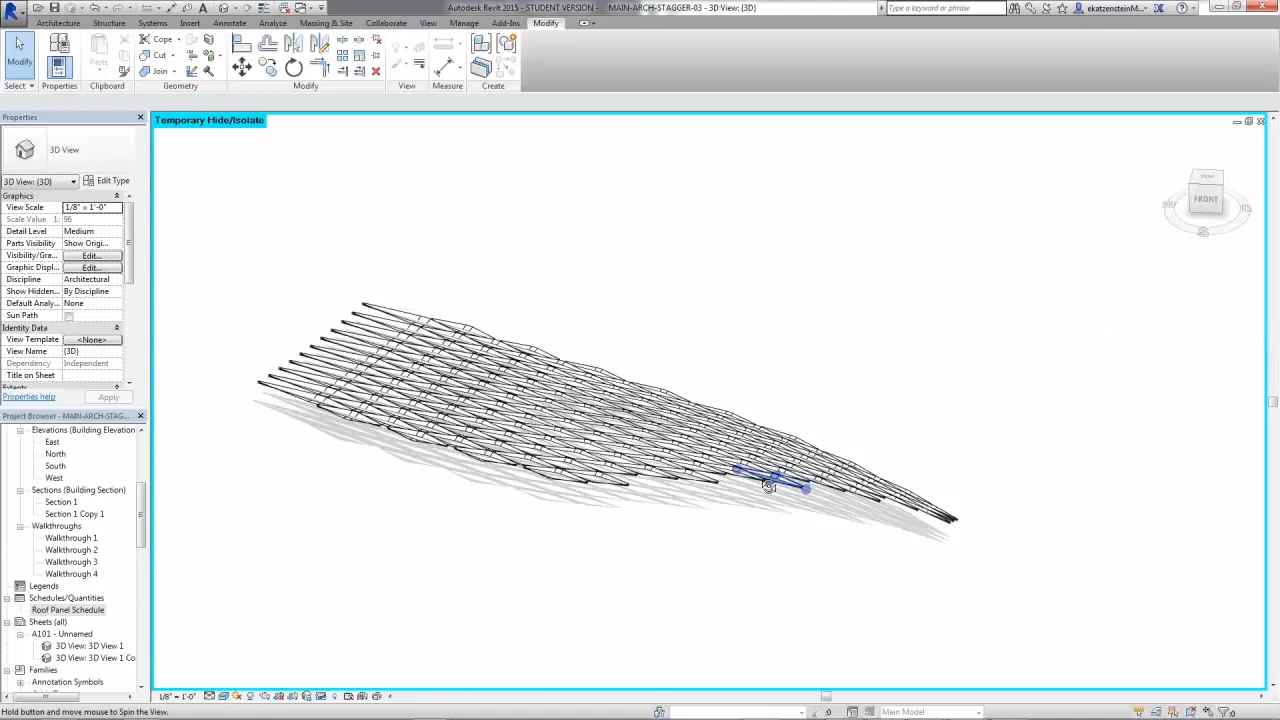 Autodesk Revit 2015 - STUDENT VERSION - MAIN-ARCH-STAGGER-03 - 3D View: {3D}
Type a keyword or phrase
ekatzensteinM...
Architecture Structure Systems Insert Annotate Analyze Massing & Site Collaborate View Manage Add-Ins Modify
Modify
Paste
Cope
Cut
Join
Select Properties Clipboard Geometry Modify View Measure Create
Properties
Temporary Hide/Isolate
3D View
TOP
FRONT
3D View: {3D} Edit Type
Graphics
View Scale 1/8" = 1'-0"
Scale Value 1: 96
Detail Level Medium
Parts Visibility Show Origi...
Visibility/Gra... Edit...
Graphic Displ... Edit...
Discipline Architectural
Show Hidden... By Discipline
Default Analy... None
Sun Path
Identity Data
View Template <None>
View Name {3D}
Dependency Independent
Title on Sheet
Extents
Properties help Apply
Project Browser - MAIN-ARCH-STAG...
Elevations (Building Elevation
East
North
South
West
Sections (Building Section)
Section 1
Section 1 Copy 1
Walkthroughs
Walkthrough 1
Walkthrough 2
Walkthrough 3
Walkthrough 4
Legends
Schedules/Quantities
Roof Panel Schedule
Sheets (all)
A101 - Unnamed
3D View: 3D View 1
3D View: 3D View 1 Co
Families
Annotation Symbols
1/8" = 1'-0"
Hold button and move mouse to Spin the View.
:0
Main Model
:0